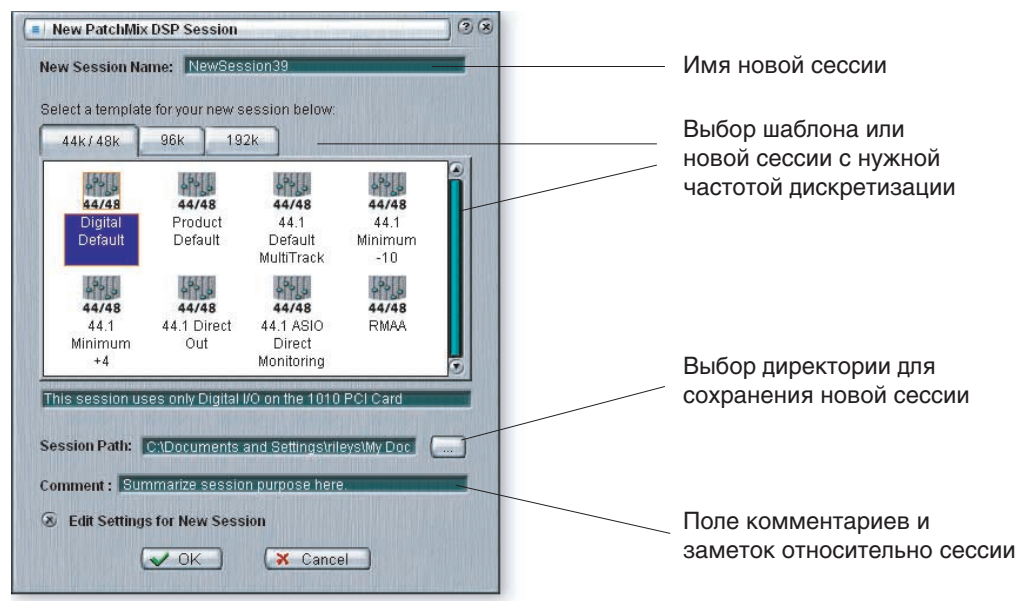 New PatchMix DSP Session
New Session Name: NewSession39
Select a template for your new session below:
44k / 48k 96k 192k
44/48 44/48 44/48 44/48
Digital Default
Product Default
44.1 Default MultiTrack
44.1 Minimum -10
44/48 44/48 44/48 44/48
44.1 Minimum +4
44.1 Direct Out
44.1 ASIO Direct Monitoring
RMAA
This session uses only Digital I/O on the 1010 PCI Card
Session Path: C:\Documents and Settings\rileys\My Doc ...
Comment : Summarize session purpose here.
Edit Settings for New Session
OK Cancel
Имя новой сессии
Выбор шаблона или
новой сессии с нужной
частотой дискретизации
Выбор директории для
сохранения новой сессии
Поле комментариев и
заметок относительно сессии